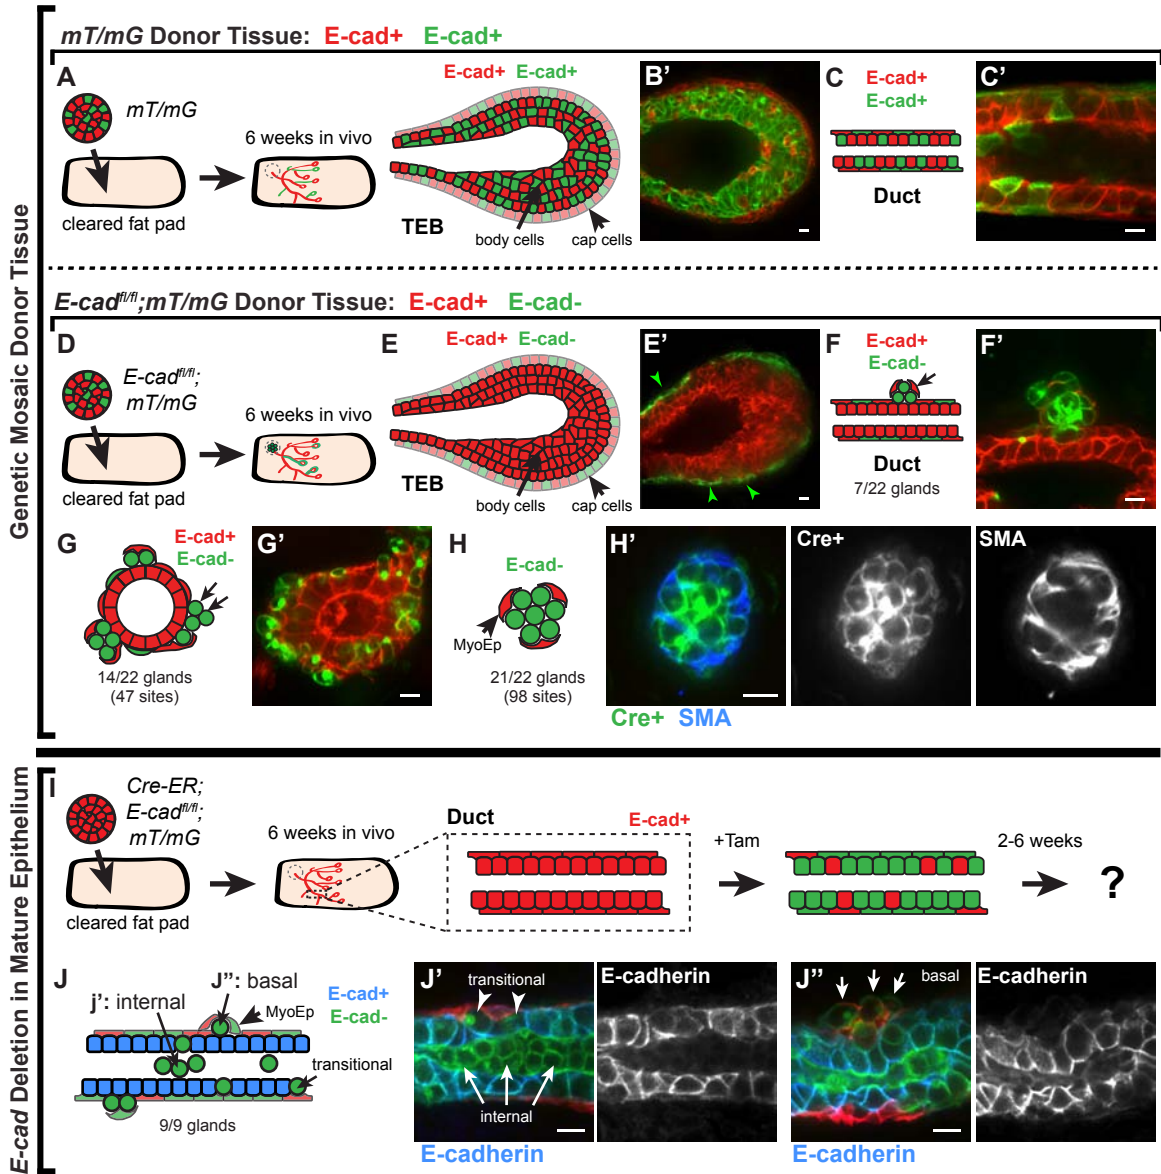 Genetic Mosaic Donor Tissue
mT/mG Donor Tissue: E-cad+ E-cad+
A
mT/mG
cleared fat pad
6 weeks in vivo
E-cad+ E-cad+
TEB
body cells
cap cells
B'
C
E-cad+
E-cad+
Duct
C'
E-cadfl/fl;mT/mG Donor Tissue: E-cad+ E-cad-
D
E-cadfl/fl;
mT/mG
cleared fat pad
6 weeks in vivo
E
E-cad+ E-cad-
TEB
body cells
cap cells
E'
F
E-cad+
E-cad-
Duct
7/22 glands
F'
G
E-cad+
E-cad-
14/22 glands
(47 sites)
G'
H
E-cad-
MyoEp
21/22 glands
(98 sites)
H'
Cre+ SMA
Cre+
SMA
E-cad Deletion in Mature Epithelium
I
Cre-ER;
E-cadfl/fl;
mT/mG
cleared fat pad
6 weeks in vivo
Duct
E-cad+
+Tam
2-6 weeks
?
J
J'': basal
j': internal
MyoEp
E-cad+
E-cad-
transitional
9/9 glands
J'
transitional
internal
E-cadherin
E-cadherin
J''
basal
E-cadherin
E-cadherin